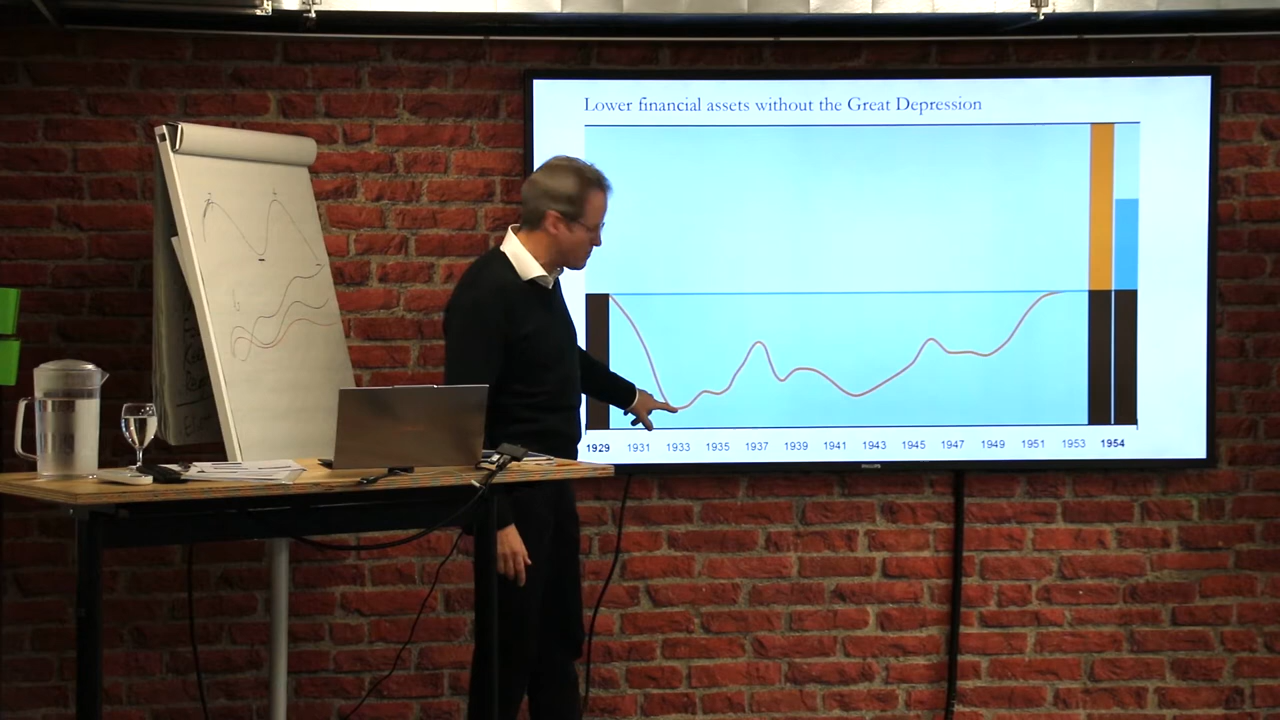 Lower financial assets without the Great Depression
1929 1931 1933 1935 1937 1939 1941 1943 1945 1947 1949 1951 1953 1954
PHILIPS